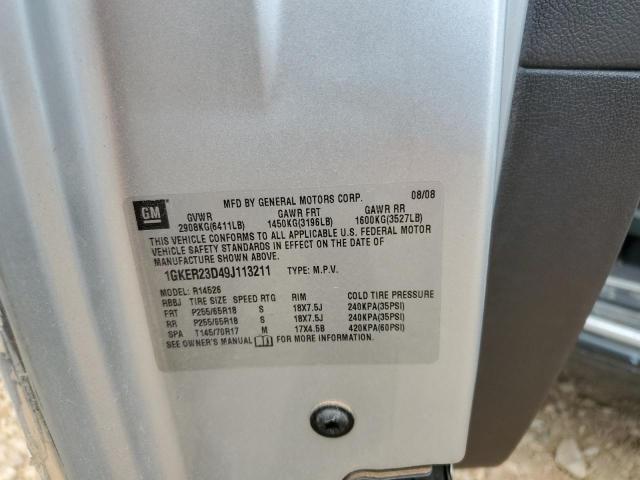 MFD BY GENERAL MOTORS CORP. 08/08
GM
GVWR GAWR FRT GAWR RR
2908KG(6411LB) 1450KG(3196LB) 1600KG(3527LB)
THIS VEHICLE CONFORMS TO ALL APPLICABLE U.S. FEDERAL MOTOR
VEHICLE SAFETY STANDARDS IN EFFECT ON THE DATE OF
MANUFACTURE SHOWN ABOVE.
1GKER23D49J113211 TYPE: M.P.V.
MODEL: R14526
RBBJ TIRE SIZE SPEED RTG RIM COLD TIRE PRESSURE
FRT P255/65R18 S 18X7.5J 240KPA(35PSI)
RR P255/65R18 S 18X7.5J 240KPA(35PSI)
SPA T145/70R17 M 17X4.5B 420KPA(60PSI)
SEE OWNER'S MANUAL FOR MORE INFORMATION.